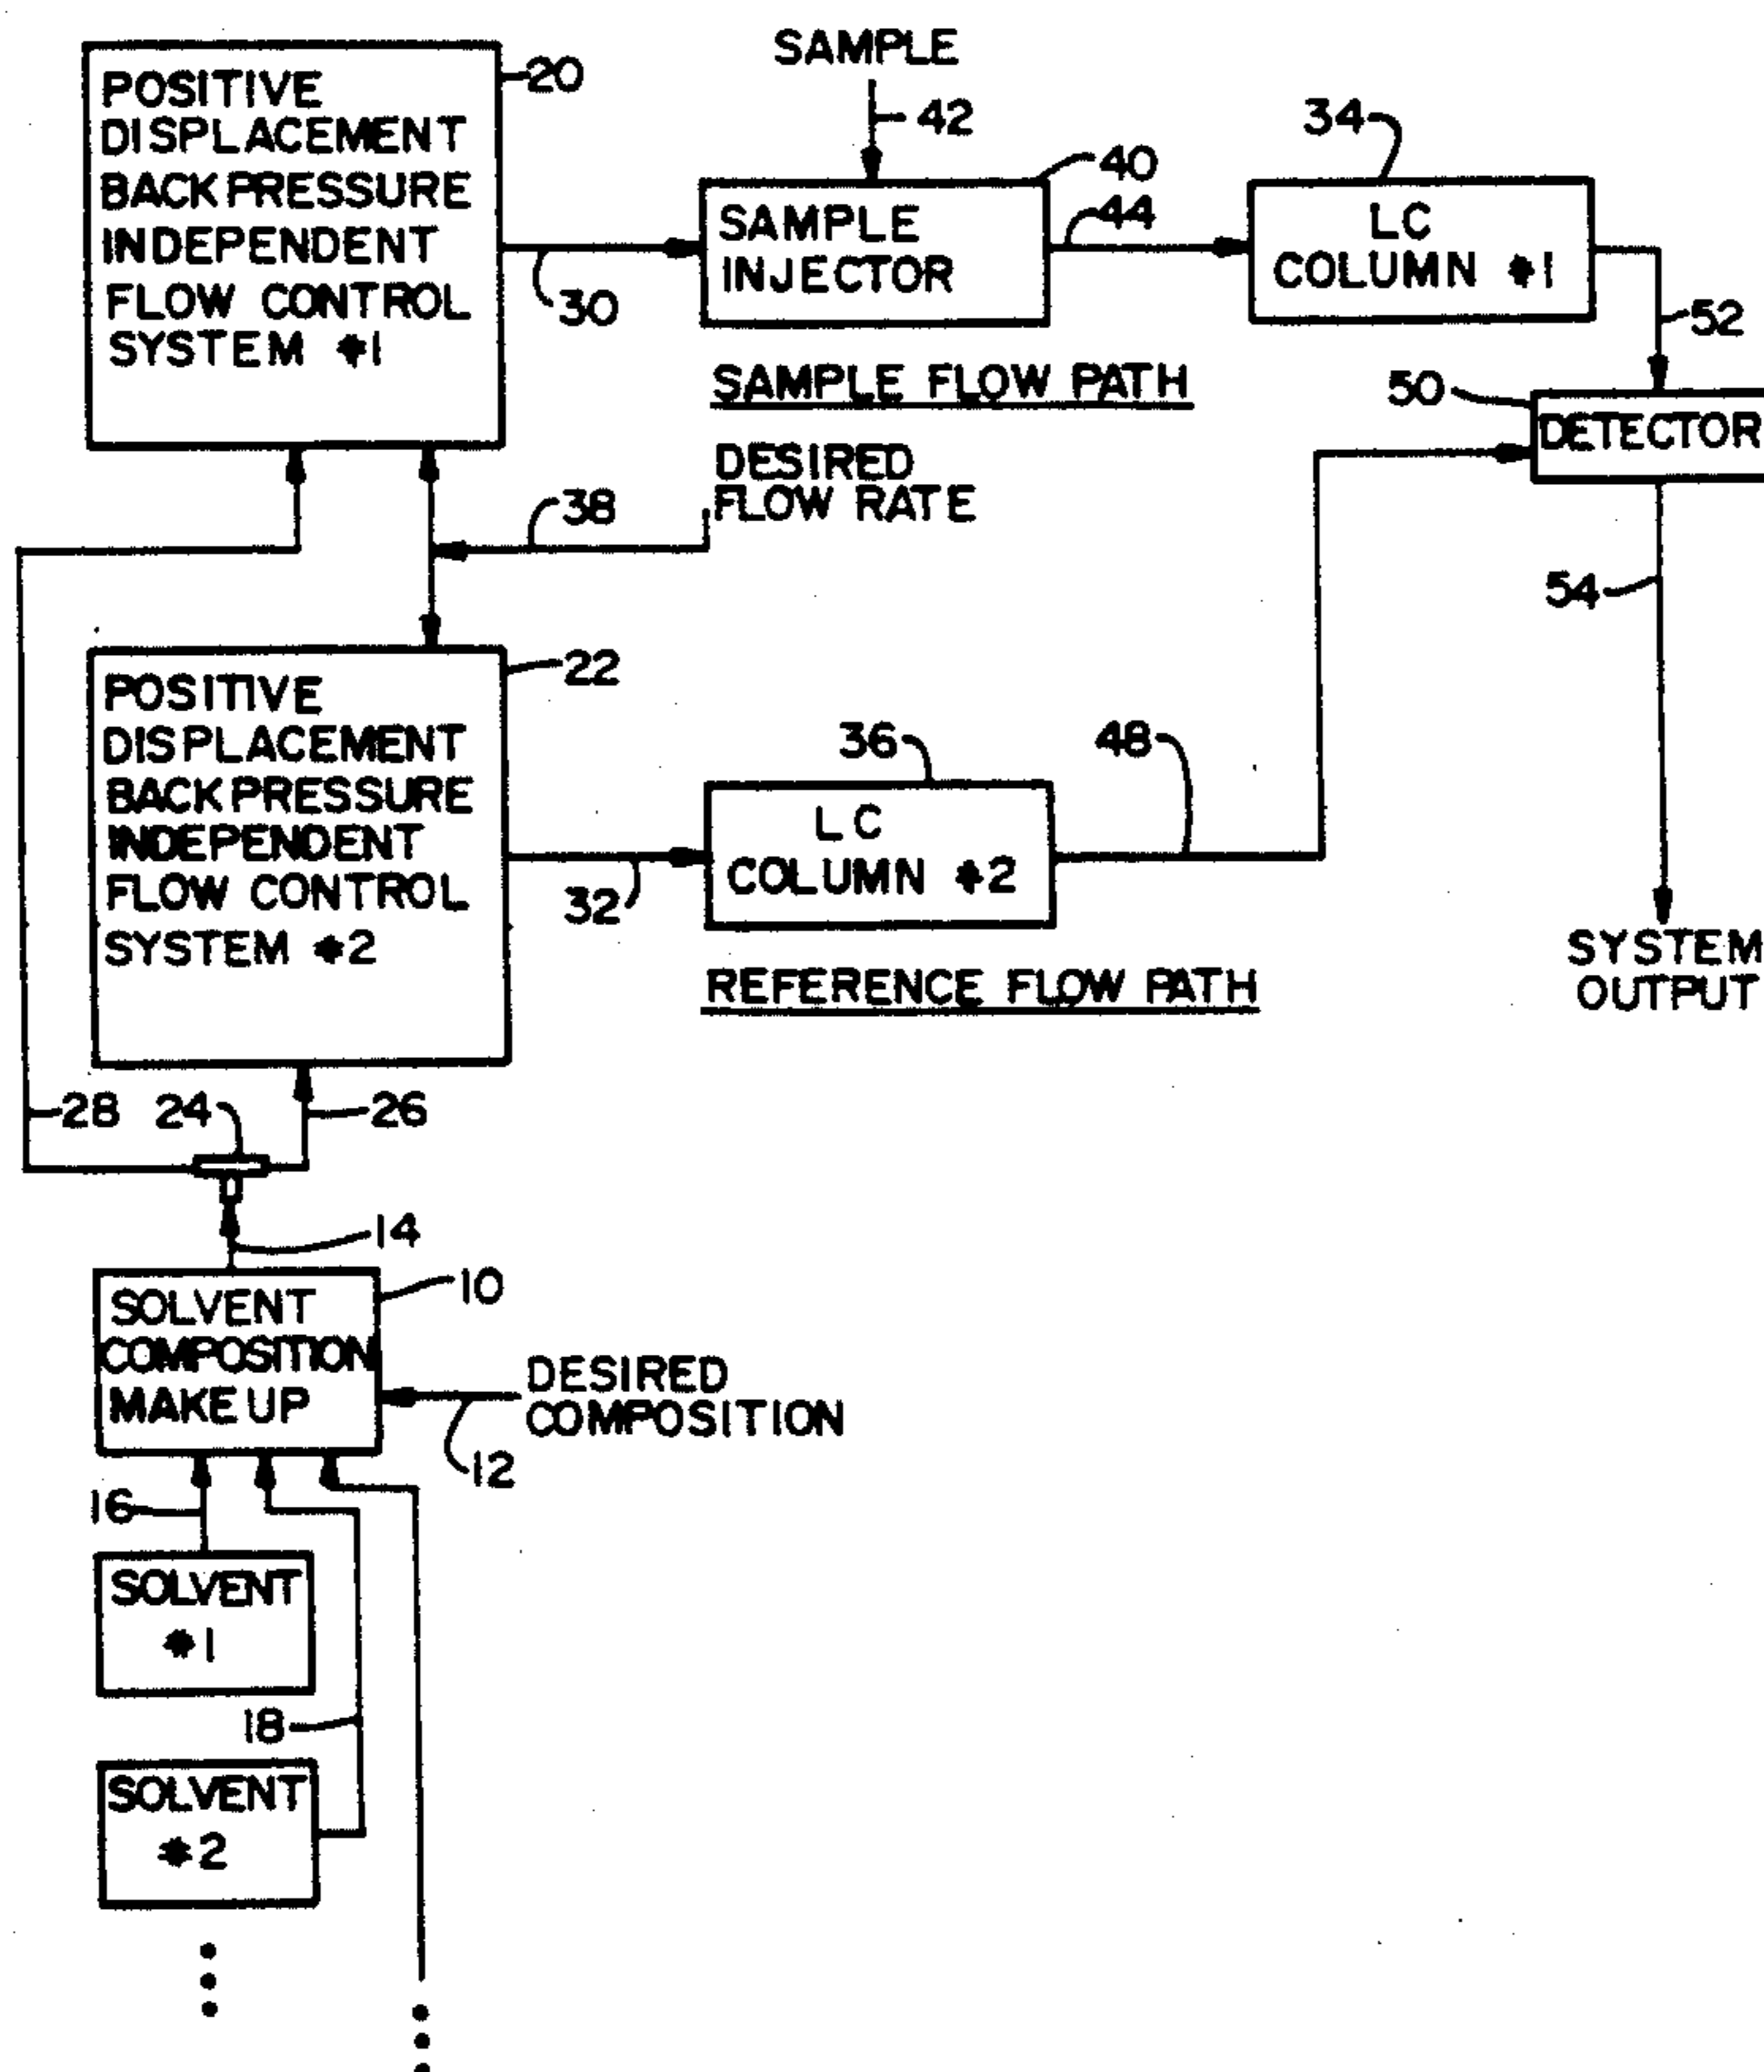 POSITIVE
DISPLACEMENT
BACK PRESSURE
INDEPENDENT
FLOW CONTROL
SYSTEM #1
20
SAMPLE
42
SAMPLE
INJECTOR
40
44
30
34
LC
COLUMN #1
52
SAMPLE FLOW PATH
50
DETECTOR
DESIRED
FLOW RATE
38
54
POSITIVE
DISPLACEMENT
BACK PRESSURE
INDEPENDENT
FLOW CONTROL
SYSTEM #2
22
36
48
LC
COLUMN #2
32
REFERENCE FLOW PATH
SYSTEM
OUTPUT
28
24
26
14
SOLVENT
COMPOSITION
MAKE UP
10
DESIRED
COMPOSITION
12
16
SOLVENT
#1
18
SOLVENT
#2